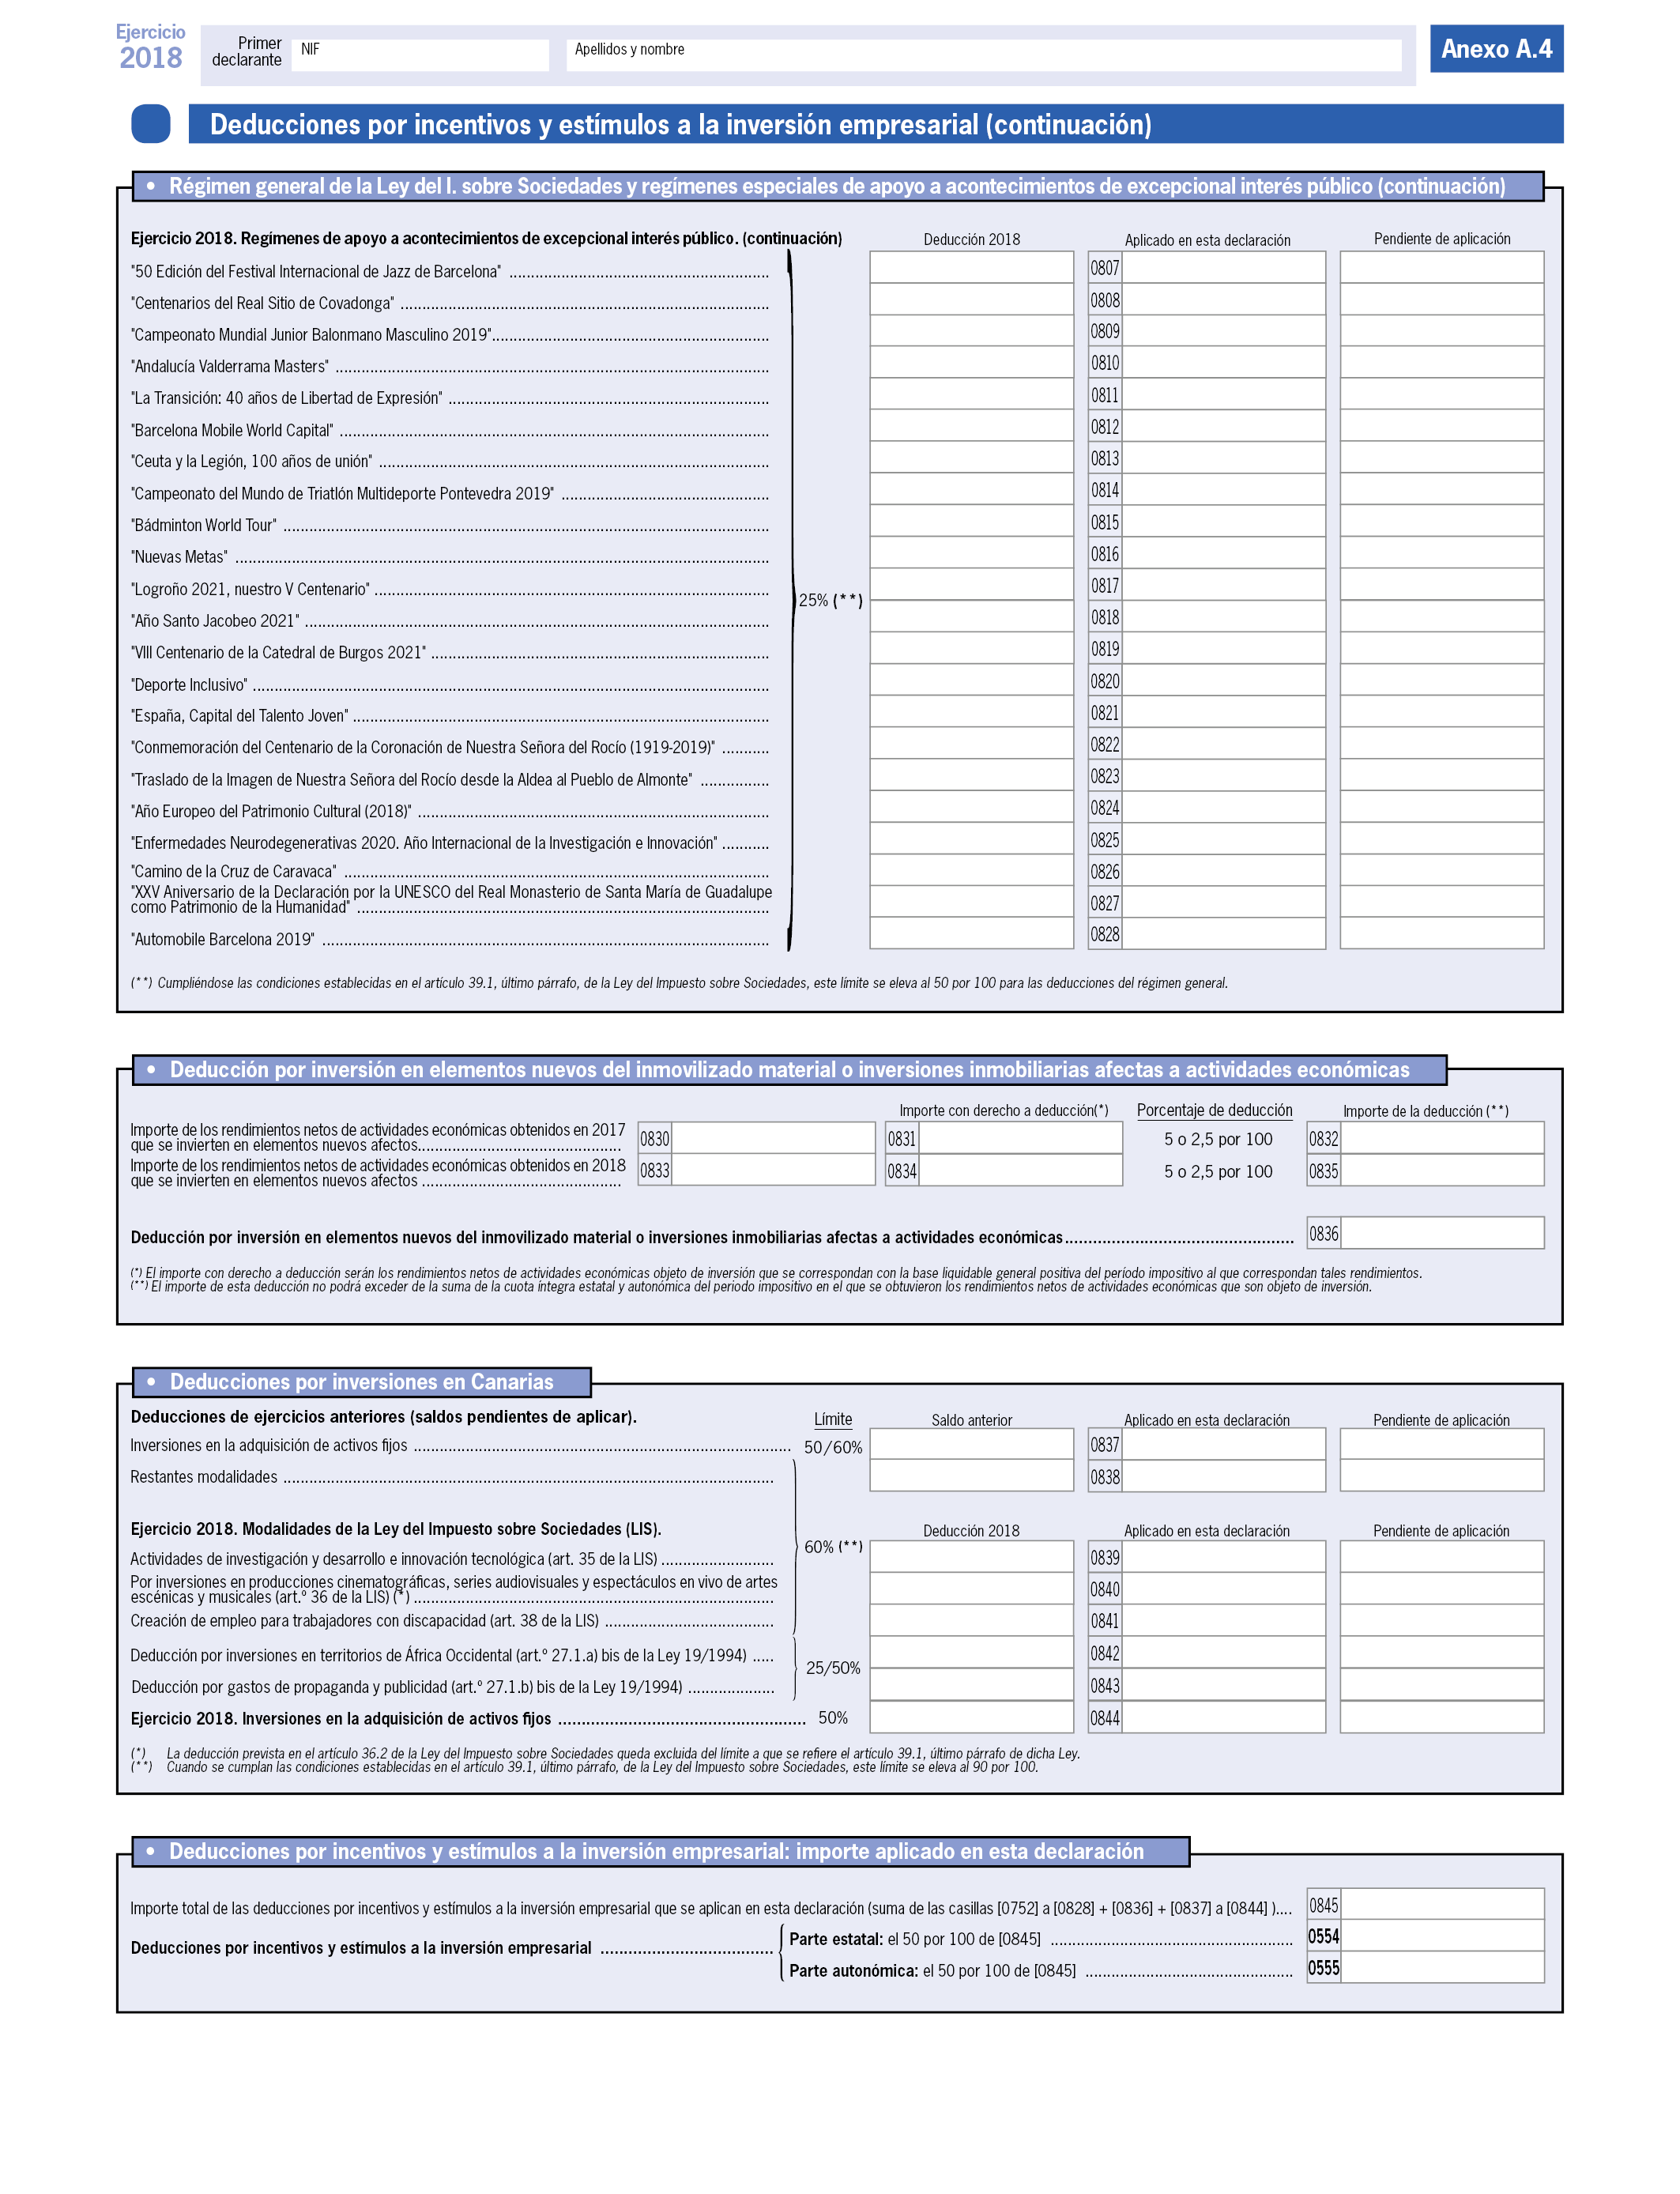 Ejercicio
2018
Primer
declarante
NIF
Apellidos y nombre
Anexo A.4
Deducciones por incentivos y estímulos a la inversión empresarial (continuación)
• Régimen general de la Ley del I. sobre Sociedades y regímenes especiales de apoyo a acontecimientos de excepcional interés público (continuación)
Ejercicio 2018. Regímenes de apoyo a acontecimientos de excepcional interés público. (continuación) Deducción 2018 Aplicado en esta declaración Pendiente de aplicación
"50 Edición del Festival Internacional de Jazz de Barcelona" 0807
"Centenarios del Real Sitio de Covadonga" 0808
"Campeonato Mundial Junior Balonmano Masculino 2019" 0809
"Andalucía Valderrama Masters" 0810
"La Transición: 40 años de Libertad de Expresión" 0811
"Barcelona Mobile World Capital" 0812
"Ceuta y la Legión, 100 años de unión" 0813
"Campeonato del Mundo de Triatlón Multideporte Pontevedra 2019" 0814
"Bádminton World Tour" 0815
"Nuevas Metas" 0816
"Logroño 2021, nuestro V Centenario" 0817
25% (**)
"Año Santo Jacobeo 2021" 0818
"VIII Centenario de la Catedral de Burgos 2021" 0819
"Deporte Inclusivo" 0820
"España, Capital del Talento Joven" 0821
"Conmemoración del Centenario de la Coronación de Nuestra Señora del Rocío (1919-2019)" 0822
"Traslado de la Imagen de Nuestra Señora del Rocío desde la Aldea al Pueblo de Almonte" 0823
"Año Europeo del Patrimonio Cultural (2018)" 0824
"Enfermedades Neurodegenerativas 2020. Año Internacional de la Investigación e Innovación" 0825
"Camino de la Cruz de Caravaca" 0826
"XXV Aniversario de la Declaración por la UNESCO del Real Monasterio de Santa María de Guadalupe
como Patrimonio de la Humanidad" 0827
"Automobile Barcelona 2019" 0828
(**) Cumpliéndose las condiciones establecidas en el artículo 39.1, último párrafo, de la Ley del Impuesto sobre Sociedades, este límite se eleva al 50 por 100 para las deducciones del régimen general.
• Deducción por inversión en elementos nuevos del inmovilizado material o inversiones inmobiliarias afectas a actividades económicas
Importe con derecho a deducción(*) Porcentaje de deducción Importe de la deducción (**)
Importe de los rendimientos netos de actividades económicas obtenidos en 2017
que se invierten en elementos nuevos afectos 0830 0831 5 o 2,5 por 100 0832
Importe de los rendimientos netos de actividades económicas obtenidos en 2018
que se invierten en elementos nuevos afectos 0833 0834 5 o 2,5 por 100 0835
Deducción por inversión en elementos nuevos del inmovilizado material o inversiones inmobiliarias afectas a actividades económicas 0836
(*) El importe con derecho a deducción serán los rendimientos netos de actividades económicas objeto de inversión que se correspondan con la base liquidable general positiva del período impositivo al que correspondan tales rendimientos.
(**) El importe de esta deducción no podrá exceder de la suma de la cuota íntegra estatal y autonómica del periodo impositivo en el que se obtuvieron los rendimientos netos de actividades económicas que son objeto de inversión.
• Deducciones por inversiones en Canarias
Deducciones de ejercicios anteriores (saldos pendientes de aplicar). Límite Saldo anterior Aplicado en esta declaración Pendiente de aplicación
Inversiones en la adquisición de activos fijos 50/60% 0837
Restantes modalidades 0838
Ejercicio 2018. Modalidades de la Ley del Impuesto sobre Sociedades (LIS). Deducción 2018 Aplicado en esta declaración Pendiente de aplicación
60% (**)
Actividades de investigación y desarrollo e innovación tecnológica (art. 35 de la LIS) 0839
Por inversiones en producciones cinematográficas, series audiovisuales y espectáculos en vivo de artes
escénicas y musicales (art.º 36 de la LIS) (*) 0840
Creación de empleo para trabajadores con discapacidad (art. 38 de la LIS) 0841
Deducción por inversiones en territorios de África Occidental (art.º 27.1.a) bis de la Ley 19/1994) 0842
25/50%
Deducción por gastos de propaganda y publicidad (art.º 27.1.b) bis de la Ley 19/1994) 0843
Ejercicio 2018. Inversiones en la adquisición de activos fijos 50% 0844
(*) La deducción prevista en el artículo 36.2 de la Ley del Impuesto sobre Sociedades queda excluida del límite a que se refiere el artículo 39.1, último párrafo de dicha Ley.
(**) Cuando se cumplan las condiciones establecidas en el artículo 39.1, último párrafo, de la Ley del Impuesto sobre Sociedades, este límite se eleva al 90 por 100.
• Deducciones por incentivos y estímulos a la inversión empresarial: importe aplicado en esta declaración
Importe total de las deducciones por incentivos y estímulos a la inversión empresarial que se aplican en esta declaración (suma de las casillas [0752] a [0828] + [0836] + [0837] a [0844] ) 0845
Deducciones por incentivos y estímulos a la inversión empresarial
Parte estatal: el 50 por 100 de [0845] 0554
Parte autonómica: el 50 por 100 de [0845] 0555